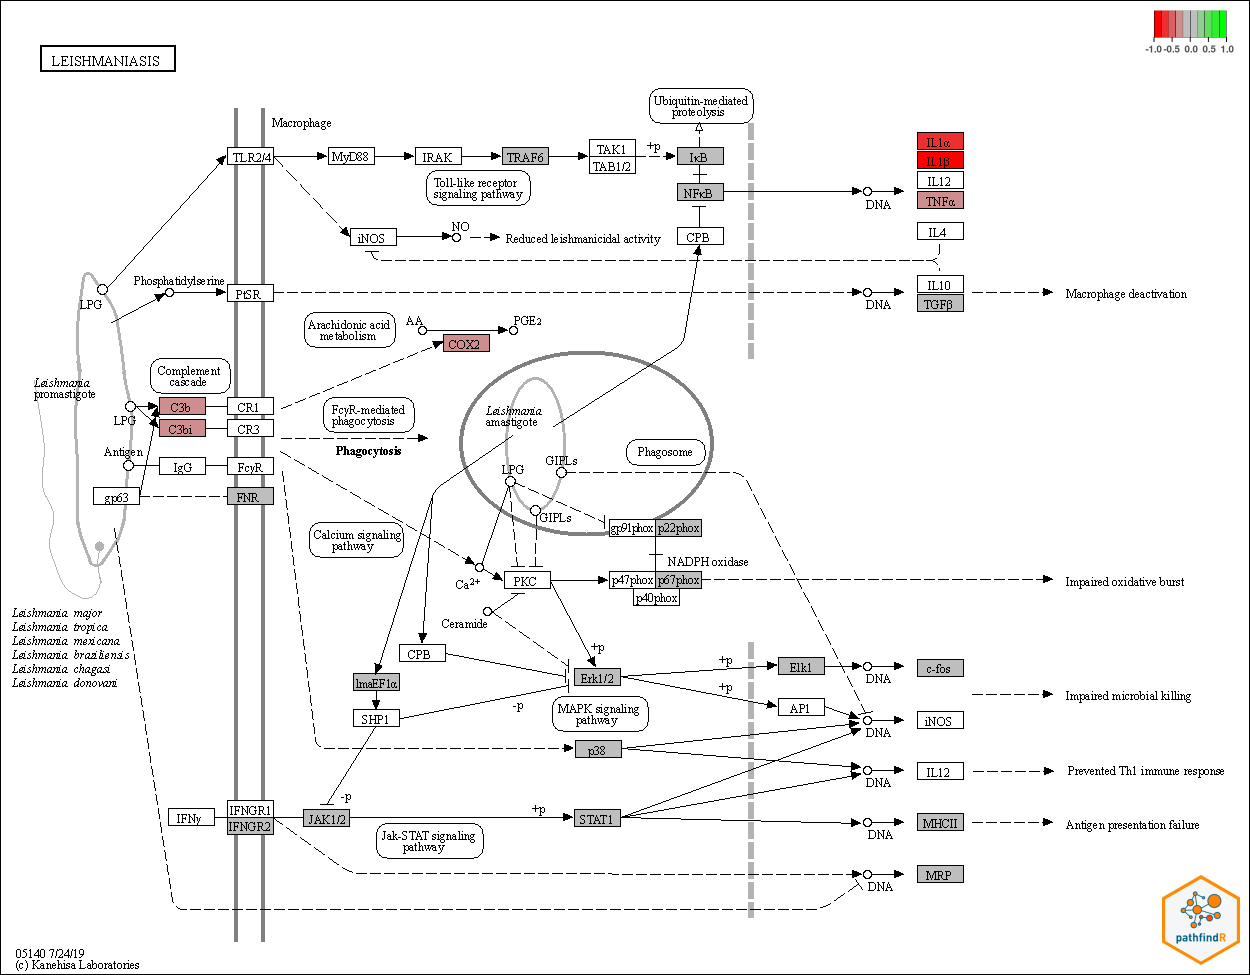 -1.0 -0.5 0.0 0.5 1.0
LEISHMANIASIS
Macrophage
Ubiquitin-mediated
proteolysis
TLR2/4
MyD88
IRAK
TRAF6
TAK1
TAB1/2
+p
IκB
Toll-like receptor
signaling pathway
NFκB
DNA
IL1α
IL1β
IL12
TNFα
iNOS
NO
Reduced leishmanicidal activity
CPB
IL4
LPG
Phosphatidylserine
PtSR
DNA
IL10
TGFβ
Macrophage deactivation
Arachidonic acid
metabolism
AA
PGE2
COX2
Leishmania
promastigote
Complement
cascade
LPG
C3b
CR1
C3bi
CR3
FcγR-mediated
phagocytosis
Phagocytosis
Antigen
IgG
FcγR
gp63
FNR
Leishmania
amastigote
Phagosome
LPG
GIPLs
GIPLs
gp91phox
p22phox
Calcium signaling
pathway
NADPH oxidase
Ca2+
PKC
p47phox
p67phox
p40phox
Impaired oxidative burst
Ceramide
Leishmania major
Leishmania tropica
Leishmania mexicana
Leishmania braziliensis
Leishmania chagasi
Leishmania donovani
CPB
+p
lmaEF1α
Erk1/2
+p
Elk1
DNA
c-fos
+p
-p
SHP1
MAPK signaling
pathway
AP1
DNA
iNOS
Impaired microbial killing
p38
DNA
IL12
Prevented Th1 immune response
-p
IFNγ
IFNGR1
IFNGR2
JAK1/2
+p
STAT1
DNA
MHCII
Antigen presentation failure
Jak-STAT signaling
pathway
DNA
MRP
05140 7/24/19
(c) Kanehisa Laboratories
pathfindR